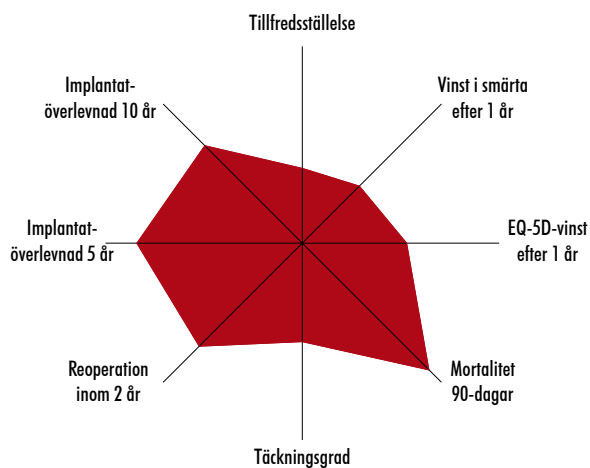 Tillfredsställelse
Implantat-
överlevnad 10 år
Vinst i smärta
efter 1 år
Implantat-
överlevnad 5 år
EQ-5D-vinst
efter 1 år
Reoperation
inom 2 år
Mortalitet
90-dagar
Täckningsgrad